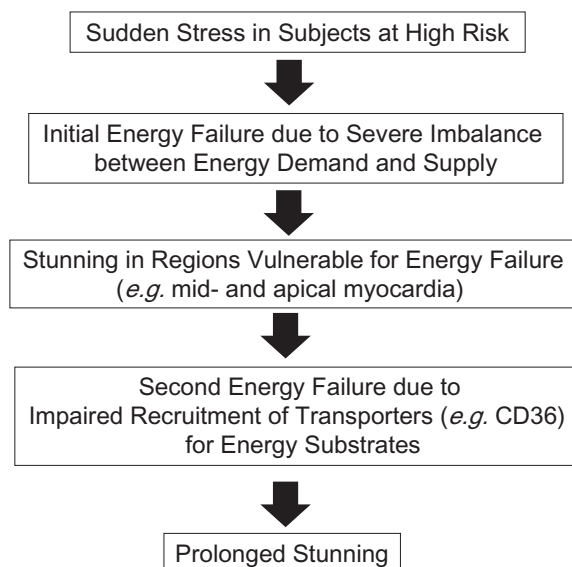 Sudden Stress in Subjects at High Risk
Initial Energy Failure due to Severe Imbalance
between Energy Demand and Supply
Stunning in Regions Vulnerable for Energy Failure
(e.g. mid- and apical myocardia)
Second Energy Failure due to
Impaired Recruitment of Transporters (e.g. CD36)
for Energy Substrates
Prolonged Stunning